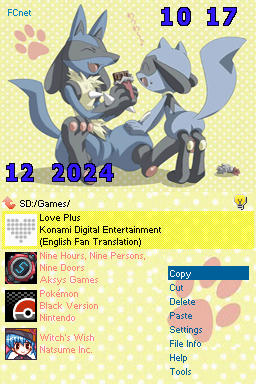 FCnet
10 17
12 2024
SD:/Games/
Love Plus
Konami Digital Entertainment
(English Fan Translation)
Nine Hours, Nine Persons,
Nine Doors
Aksys Games
Pokémon
Black Version
Nintendo
Witch's Wish
Natsume Inc.
Copy
Cut
Delete
Paste
Settings
File Info
Help
Tools